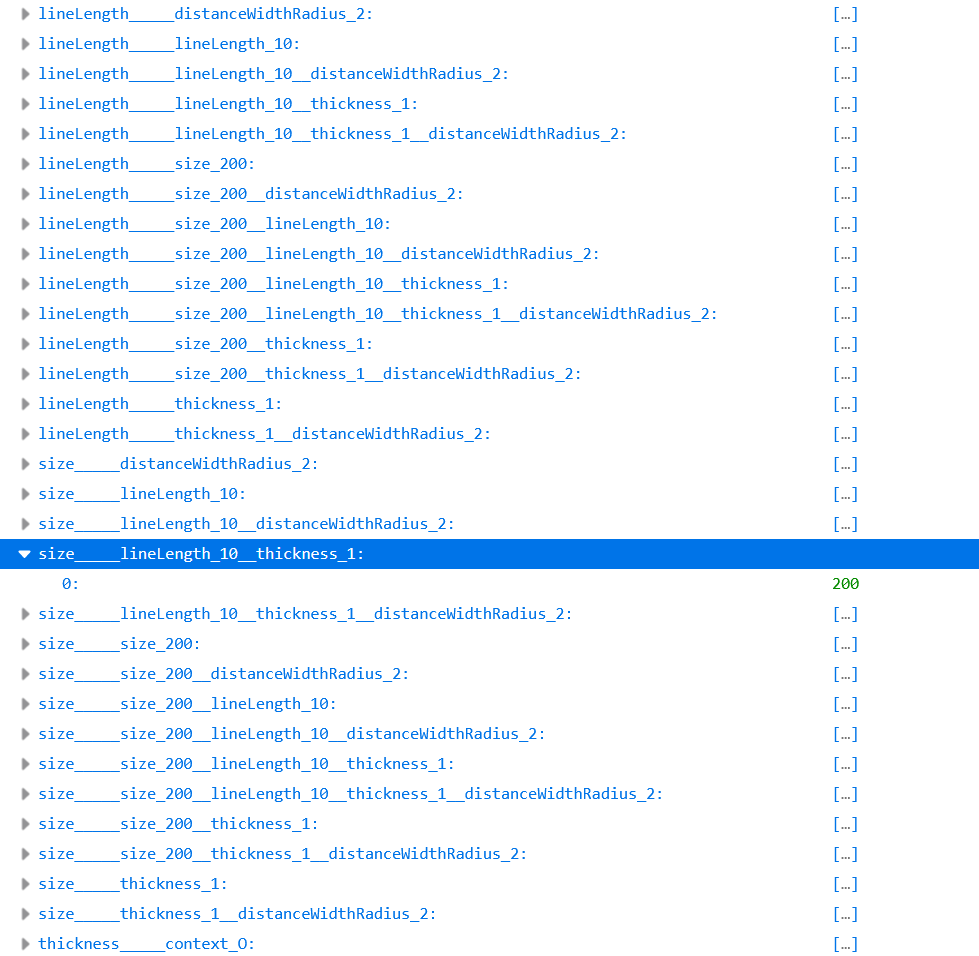 lineLength_____distanceWidthRadius_2: […]
lineLength_____lineLength_10: […]
lineLength_____lineLength_10__distanceWidthRadius_2: […]
lineLength_____lineLength_10__thickness_1: […]
lineLength_____lineLength_10__thickness_1__distanceWidthRadius_2: […]
lineLength_____size_200: […]
lineLength_____size_200__distanceWidthRadius_2: […]
lineLength_____size_200__lineLength_10: […]
lineLength_____size_200__lineLength_10__distanceWidthRadius_2: […]
lineLength_____size_200__lineLength_10__thickness_1: […]
lineLength_____size_200__lineLength_10__thickness_1__distanceWidthRadius_2: […]
lineLength_____size_200__thickness_1: […]
lineLength_____size_200__thickness_1__distanceWidthRadius_2: […]
lineLength_____thickness_1: […]
lineLength_____thickness_1__distanceWidthRadius_2: […]
size_____distanceWidthRadius_2: […]
size_____lineLength_10: […]
size_____lineLength_10__distanceWidthRadius_2: […]
size_____lineLength_10__thickness_1:
0: 200
size_____lineLength_10__thickness_1__distanceWidthRadius_2: […]
size_____size_200: […]
size_____size_200__distanceWidthRadius_2: […]
size_____size_200__lineLength_10: […]
size_____size_200__lineLength_10__distanceWidthRadius_2: […]
size_____size_200__lineLength_10__thickness_1: […]
size_____size_200__lineLength_10__thickness_1__distanceWidthRadius_2: […]
size_____size_200__thickness_1: […]
size_____size_200__thickness_1__distanceWidthRadius_2: […]
size_____thickness_1: […]
size_____thickness_1__distanceWidthRadius_2: […]
thickness_____context_O: […]